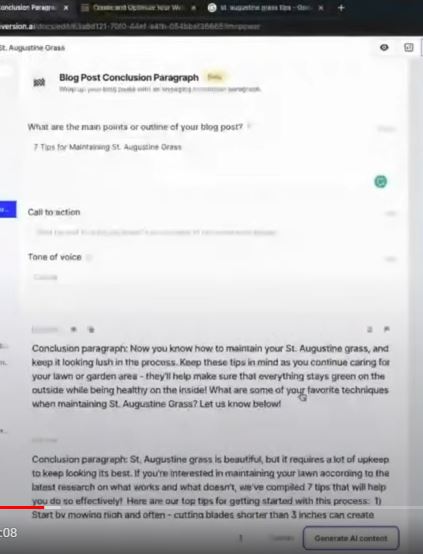 onclusion Paragra
Create and Optimize Your We
st. augustine grass tips - Goo
version.ai
St. Augustine Grass
Blog Post Conclusion Paragraph
Wrap up your blog posts with an engaging conclusion paragraph.
What are the main points or outline of your blog post?
7 Tips for Maintaining St. Augustine Grass
Call to action
Tone of voice
Conclusion paragraph: Now you know how to maintain your St. Augustine grass, and
keep it looking lush in the process. Keep these tips in mind as you continue caring for
your lawn or garden area - they'll help make sure that everything stays green on the
outside while being healthy on the inside! What are some of your favorite techniques
when maintaining St. Augustine Grass? Let us know below!
Conclusion paragraph: St. Augustine grass is beautiful, but it requires a lot of upkeep
to keep looking its best. If you're interested in maintaining your lawn according to the
latest research on what works and what doesn't, we've compiled 7 tips that will help
you do so effectively! Here are our top tips for getting started with this process: 1)
Start by mowing high and often - cutting blades shorter than 3 inches can create
:08
1
Generate AI content